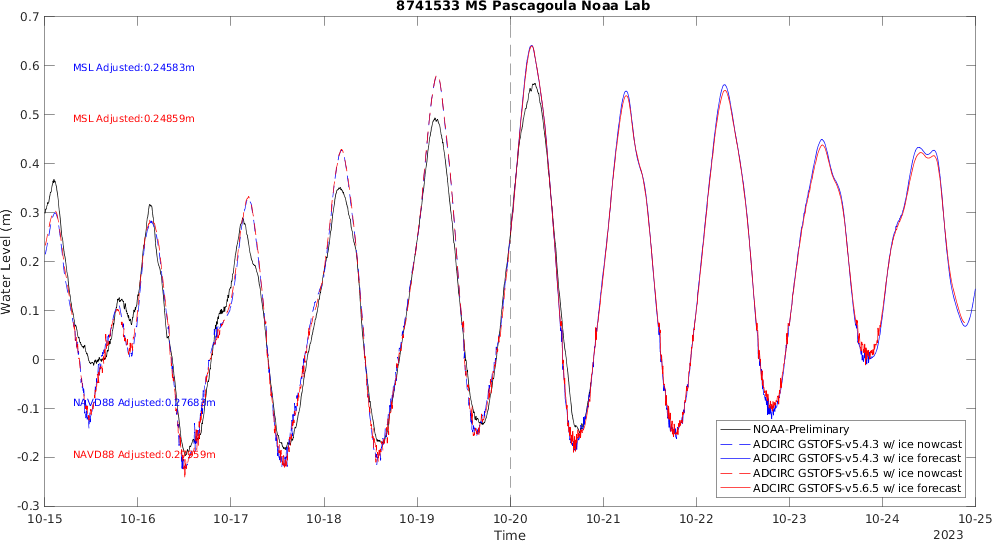 8741533 MS Pascagoula Noaa Lab
0.7
0.6
0.5
0.4
0.3
0.2
0.1
0
-0.1
-0.2
-0.3
Water Level (m)
MSL Adjusted:0.24583m
MSL Adjusted:0.24859m
NAVD88 Adjusted:0.27683m
NAVD88 Adjusted:
NOAA-Preliminary
ADCIRC GSTOFS-v5.4.3 w/ ice nowcast
ADCIRC GSTOFS-v5.4.3 w/ ice forecast
ADCIRC GSTOFS-v5.6.5 w/ ice nowcast
ADCIRC GSTOFS-v5.6.5 w/ ice forecast
10-15 10-16 10-17 10-18 10-19 10-20 10-21 10-22 10-23 10-24 10-25
Time
2023